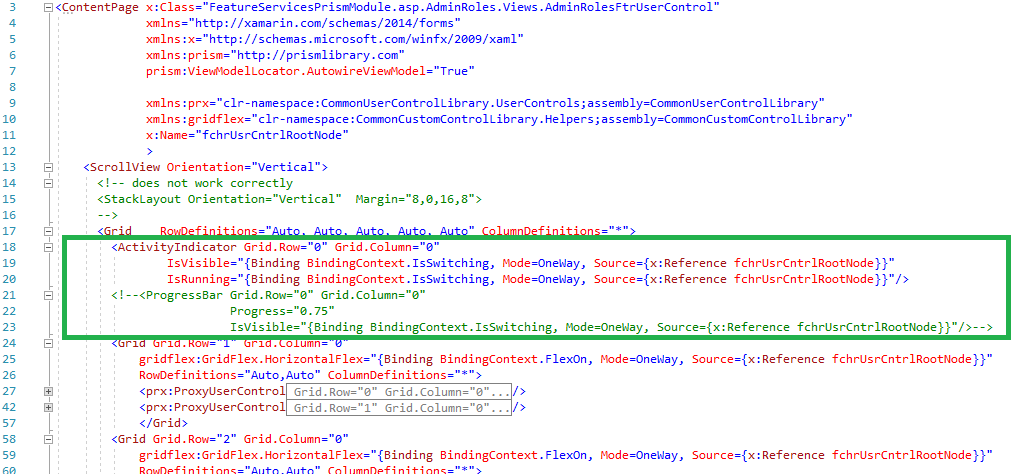 3 <ContentPage x:Class="FeatureServicesPrismModule.asp.AdminRoles.Views.AdminRolesFtrUserControl"
4 xmlns="http://xamarin.com/schemas/2014/forms"
5 xmlns:x="http://schemas.microsoft.com/winfx/2009/xaml"
6 xmlns:prism="http://prismlibrary.com"
7 prism:ViewModelLocator.AutowireViewModel="True"
8
9 xmlns:prx="clr-namespace:CommonUserControlLibrary.UserControls;assembly=CommonUserControlLibrary"
10 xmlns:gridflex="clr-namespace:CommonCustomControlLibrary.Helpers;assembly=CommonCustomControlLibrary"
11 x:Name="fchrUsrCntrlRootNode"
12 >
13 <ScrollView Orientation="Vertical">
14 <!-- does not work correctly
15 <StackLayout Orientation="Vertical"  Margin="8,0,16,8">
16 -->
17 <Grid    RowDefinitions="Auto, Auto, Auto, Auto, Auto" ColumnDefinitions="*">
18 <ActivityIndicator Grid.Row="0" Grid.Column="0"
19 IsVisible="{Binding BindingContext.IsSwitching, Mode=OneWay, Source={x:Reference fchrUsrCntrlRootNode}}"
20 IsRunning="{Binding BindingContext.IsSwitching, Mode=OneWay, Source={x:Reference fchrUsrCntrlRootNode}}"/>
21 <!--<ProgressBar Grid.Row="0" Grid.Column="0"
22 Progress="0.75"
23 IsVisible="{Binding BindingContext.IsSwitching, Mode=OneWay, Source={x:Reference fchrUsrCntrlRootNode}}"/>-->
24 <Grid Grid.Row="1" Grid.Column="0"
25 gridflex:GridFlex.HorizontalFlex="{Binding BindingContext.FlexOn, Mode=OneWay, Source={x:Reference fchrUsrCntrlRootNode}}"
26 RowDefinitions="Auto,Auto" ColumnDefinitions="*">
27 <prx:ProxyUserControl Grid.Row="0" Grid.Column="0".../>
42 <prx:ProxyUserControl Grid.Row="1" Grid.Column="0".../>
57 </Grid>
58 <Grid Grid.Row="2" Grid.Column="0"
59 gridflex:GridFlex.HorizontalFlex="{Binding BindingContext.FlexOn, Mode=OneWay, Source={x:Reference fchrUsrCntrlRootNode}}"
60 RowDefinitions="Auto,Auto" ColumnDefinitions="*">